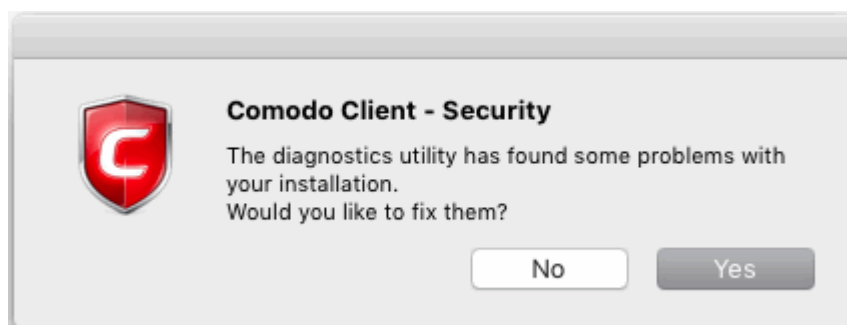 Comodo Client - Security
The diagnostics utility has found some problems with
your installation.
Would you like to fix them?
No
Yes